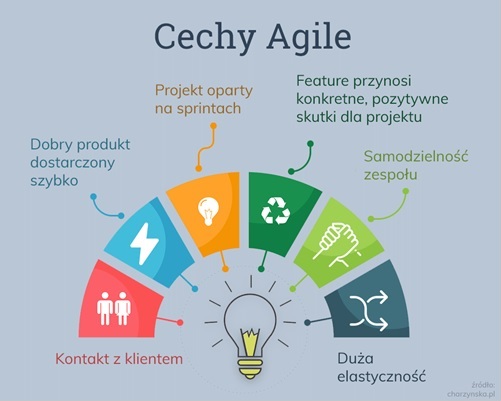 Cechy Agile
Feature przynosi
konkretne, pozytywne
skutki dla projektu
Projekt oparty
na sprintach
Dobry produkt
dostarczony
szybko
Samodzielność
zespołu
Kontakt z klientem
Duża
elastyczność
źródło:
chorzynska.pl